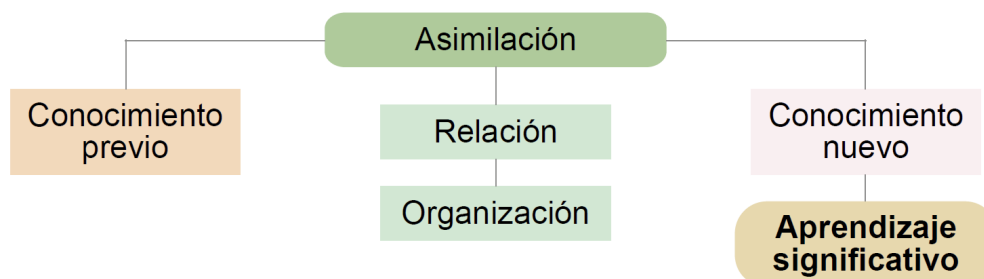 Asimilación
Conocimiento
previo
Relación
Organización
Conocimiento
nuevo
Aprendizaje
significativo